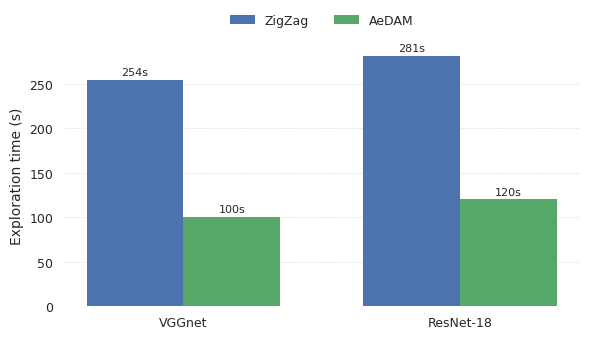 ZigZag AeDAM
Exploration time (s)
250
200
150
100
50
0
254s
100s
281s
120s
VGGnet ResNet-18